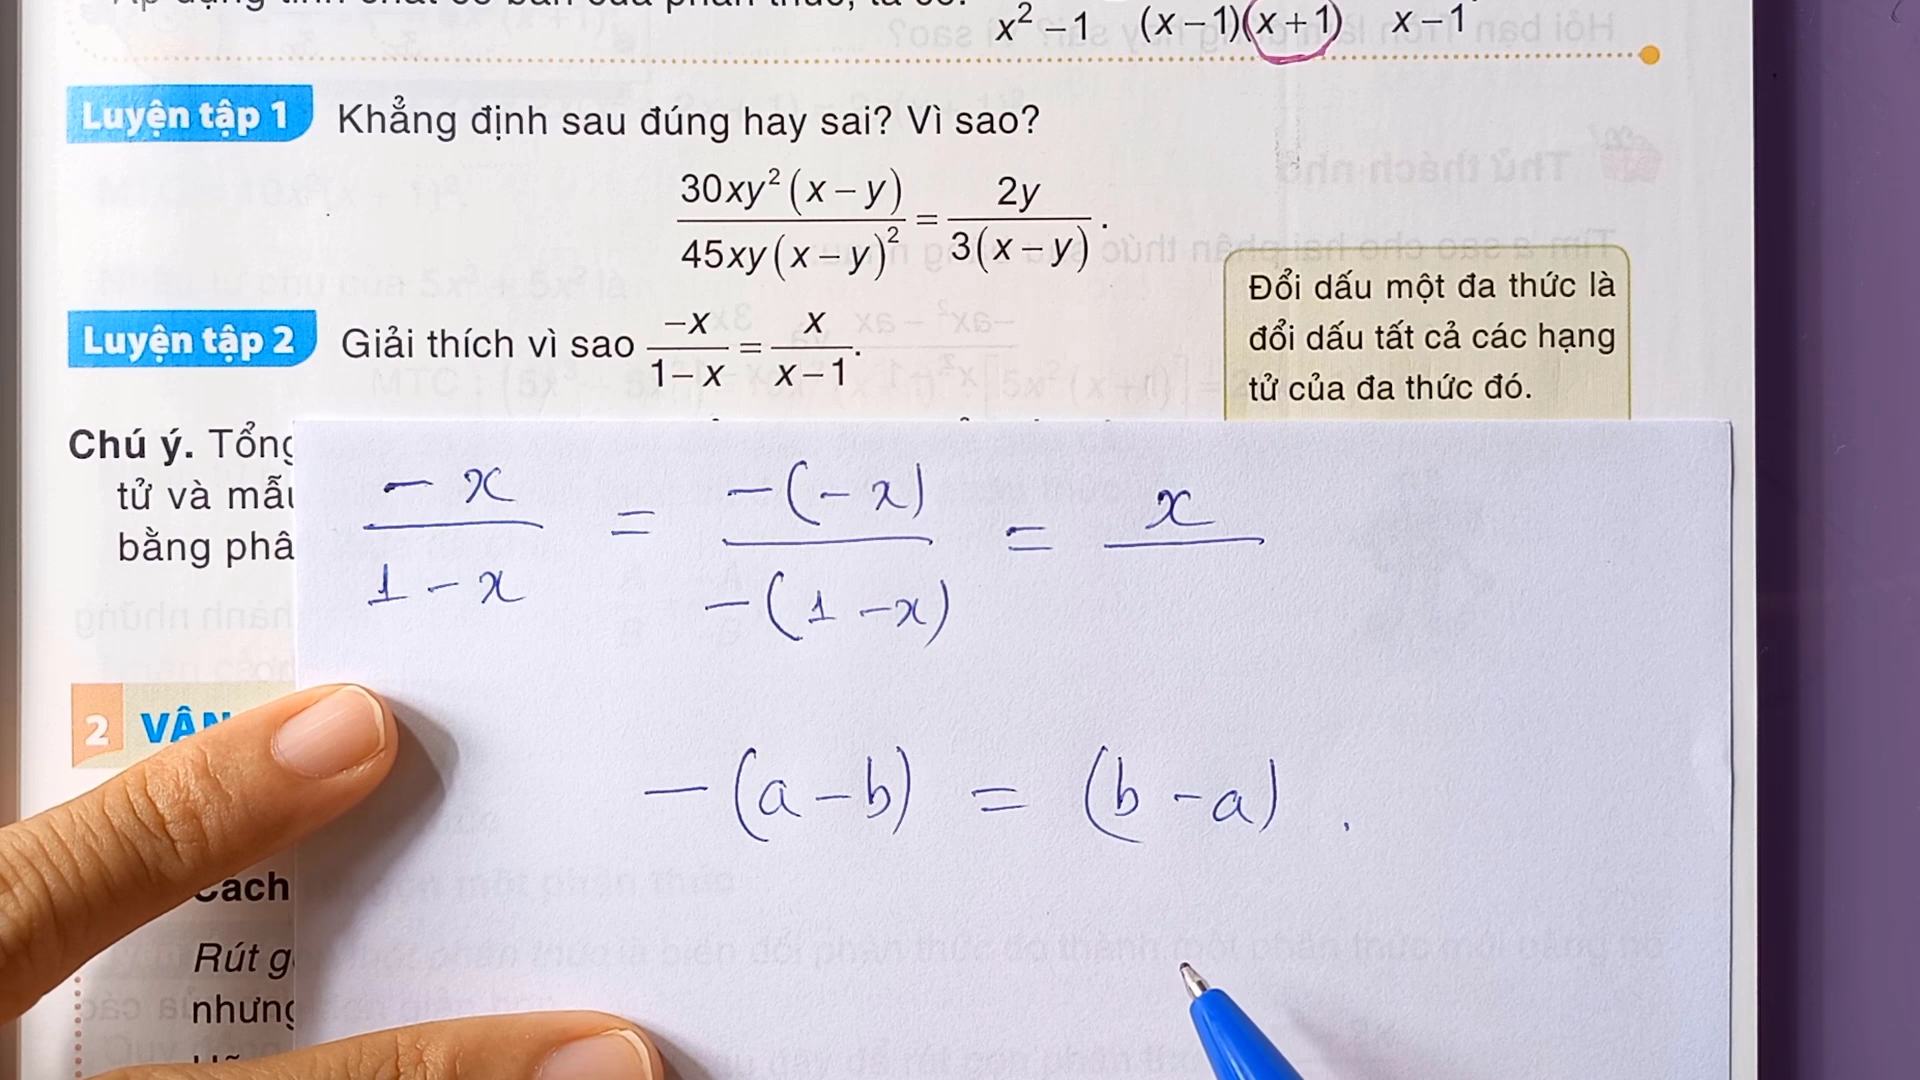 x² – 1   (x – 1)(x + 1)   x – 1
Luyện tập 1 Khẳng định sau đúng hay sai? Vì sao?
30xy²(x – y) / 45xy(x – y)² = 2y / 3(x – y).
Đổi dấu một đa thức là
đổi dấu tất cả các hạng
tử của đa thức đó.
Luyện tập 2 Giải thích vì sao –x / 1 – x = x / x – 1.
Chú ý. Tổng
tử và mẫu
bằng phâ
– x / 1 – x = – (– x) / – (1 – x) = x /
– (a – b) = (b – a) .
2
Cách
Rút g
nhưng